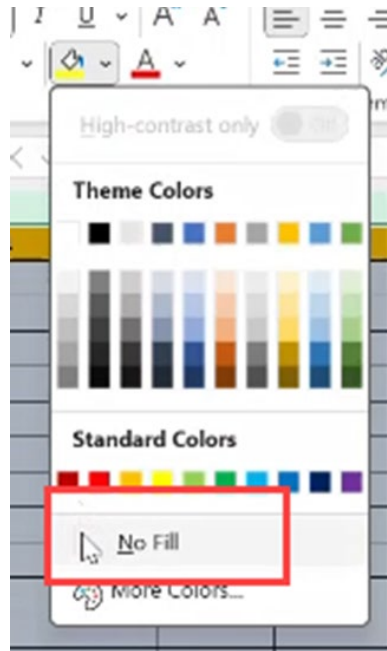 I U A A
High-contrast only Off
Theme Colors
Standard Colors
No Fill
More Colors...